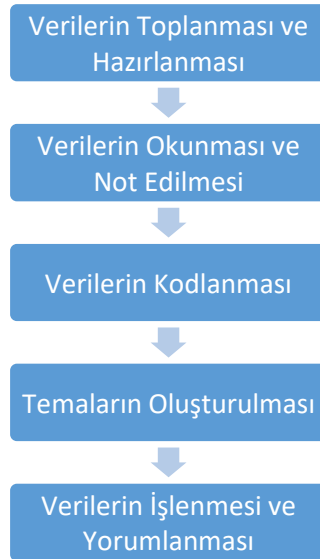 Verilerin Toplanması ve
Hazırlanması
Verilerin Okunması ve
Not Edilmesi
Verilerin Kodlanması
Temaların Oluşturulması
Verilerin İşlenmesi ve
Yorumlanması